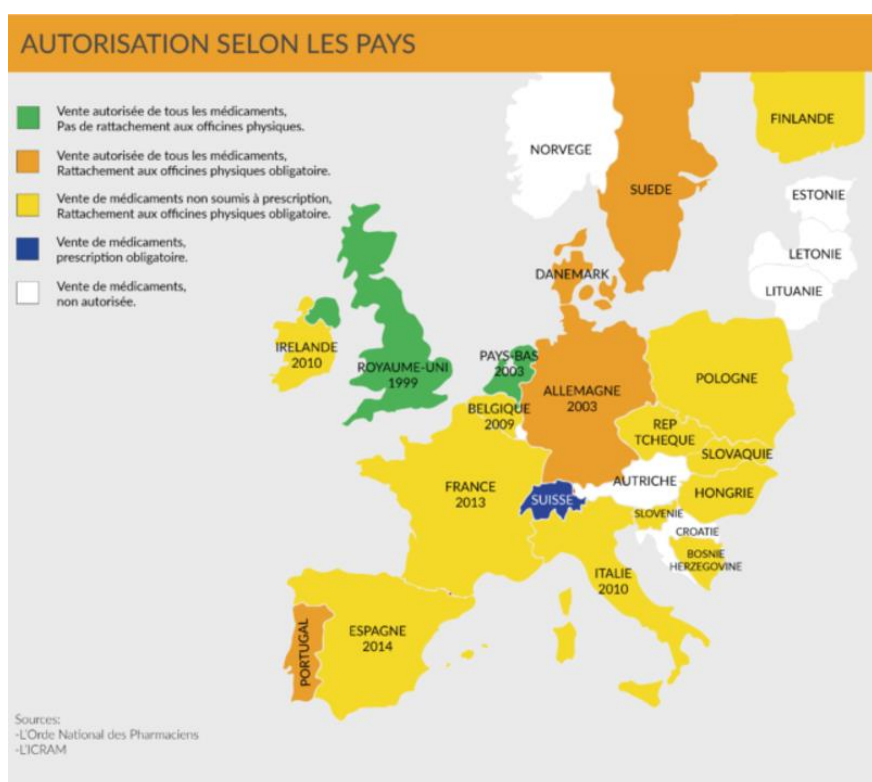 AUTORISATION SELON LES PAYS
Vente autorisée de tous les médicaments,
Pas de rattachement aux officines physiques.
Vente autorisée de tous les médicaments,
Rattachement aux officines physiques obligatoire.
Vente de médicaments non soumis à prescription,
Rattachement aux officines physiques obligatoire.
Vente de médicaments,
prescription obligatoire.
Vente de médicaments,
non autorisée.
FINLANDE
NORVEGE
SUEDE
ESTONIE
LETONIE
LITUANIE
DANEMARK
IRELANDE
2010
ROYAUME-UNI
1999
PAYS-BAS
2003
ALLEMAGNE
2003
POLOGNE
BELGIQUE
2009
REP
TCHEQUE
SLOVAQUIE
AUTRICHE
HONGRIE
FRANCE
2013
SUISSE
SLOVENIE
CROATIE
BOSNIE
HERZEGOVINE
ITALIE
2010
ESPAGNE
2014
PORTUGAL
Sources:
-L'Orde National des Pharmaciens
-L'ICRAM